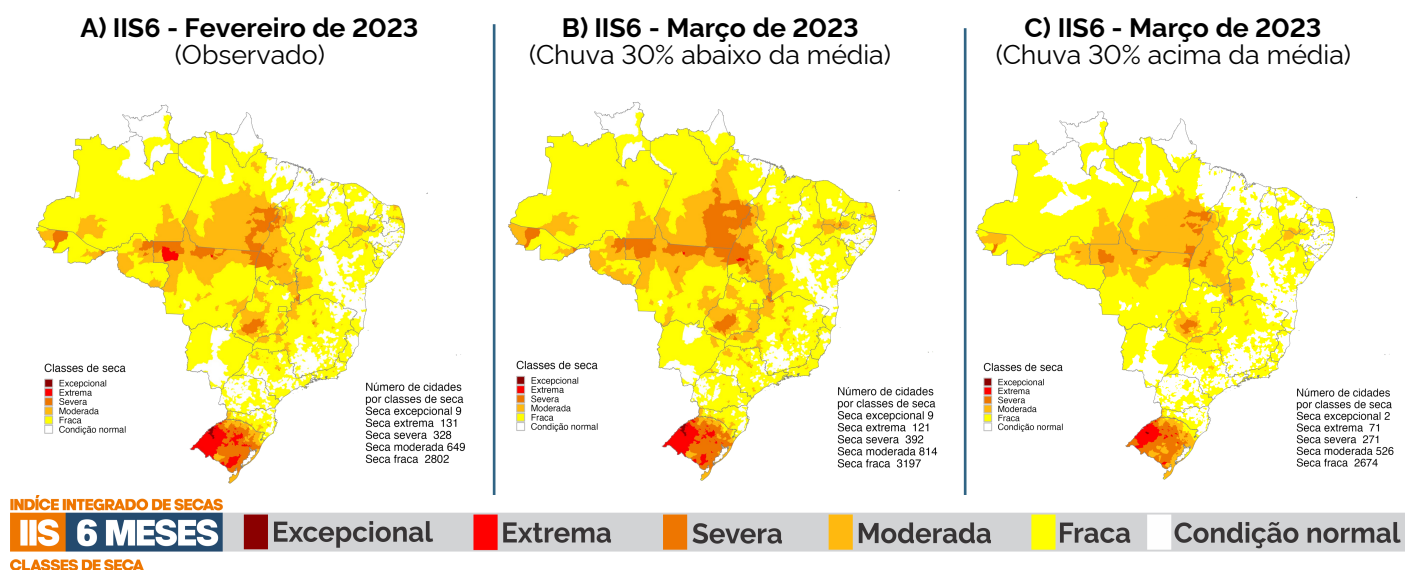 A) IIS6 - Fevereiro de 2023
(Observado)
Classes de seca
Excepcional
Extrema
Severa
Moderada
Fraca
Condição normal
Número de cidades
por classes de seca
Seca excepcional 9
Seca extrema 131
Seca severa 328
Seca moderada 649
Seca fraca 2802
B) IIS6 - Março de 2023
(Chuva 30% abaixo da média)
Classes de seca
Excepcional
Extrema
Severa
Moderada
Fraca
Condição normal
Número de cidades
por classes de seca
Seca excepcional 9
Seca extrema 121
Seca severa 392
Seca moderada 814
Seca fraca 3197
C) IIS6 - Março de 2023
(Chuva 30% acima da média)
Classes de seca
Excepcional
Extrema
Severa
Moderada
Fraca
Condição normal
Número de cidades
por classes de seca
Seca excepcional 2
Seca extrema 71
Seca severa 271
Seca moderada 526
Seca fraca 2674
INDÍCE INTEGRADO DE SECAS
IIS 6 MESES
CLASSES DE SECA
Excepcional Extrema Severa Moderada Fraca Condição normal